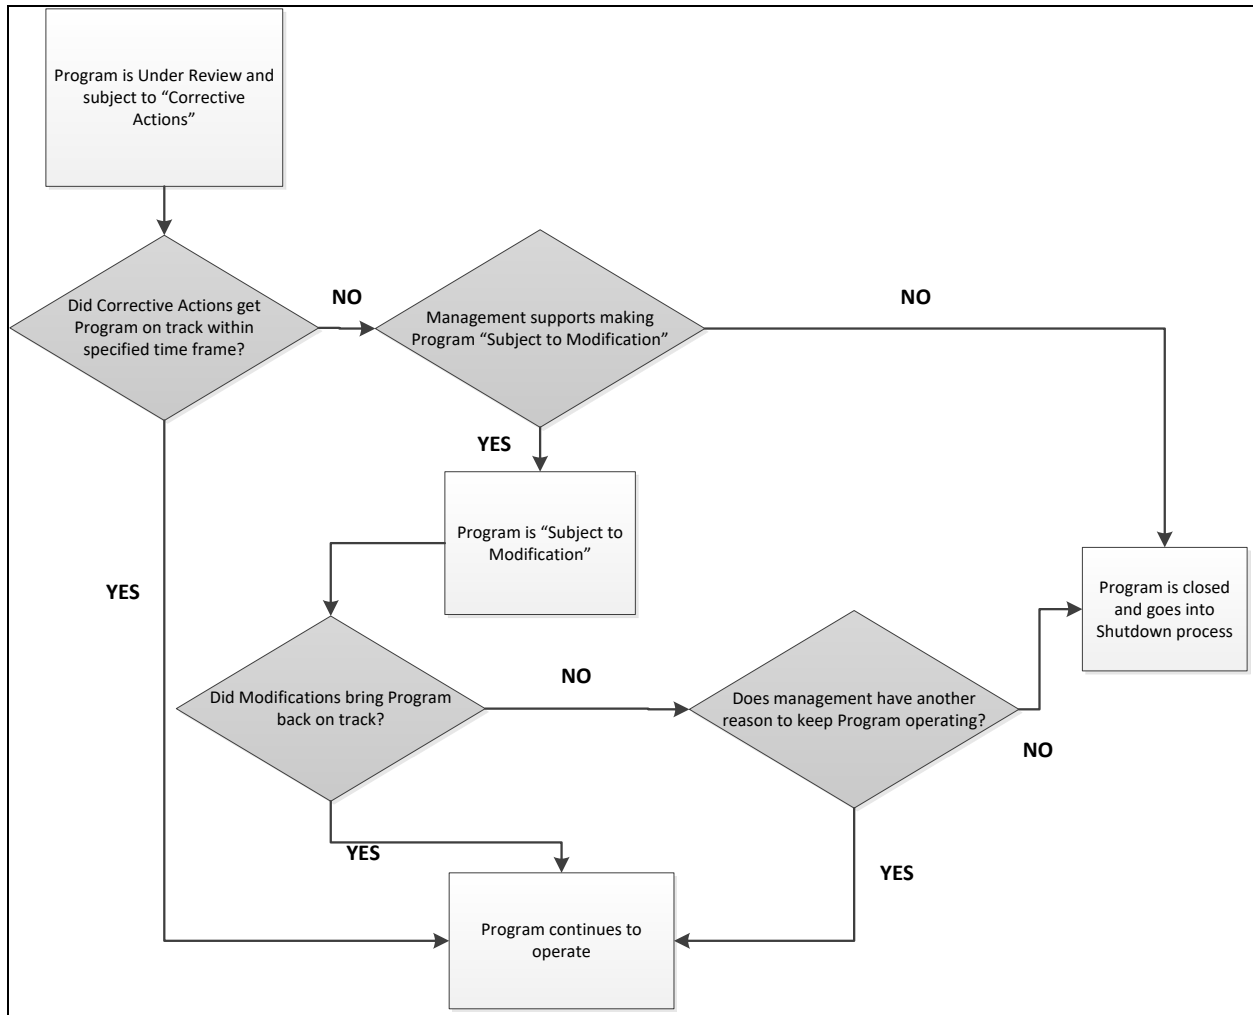 Program is Under Review and
subject to “Corrective
Actions”
Did Corrective Actions get
Program on track within
specified time frame?
NO
Management supports making
Program “Subject to Modification”
NO
YES
Program is “Subject to
Modification”
YES
Program is closed
and goes into
Shutdown process
Did Modifications bring Program
back on track?
NO
Does management have another
reason to keep Program operating?
NO
YES
YES
Program continues to
operate